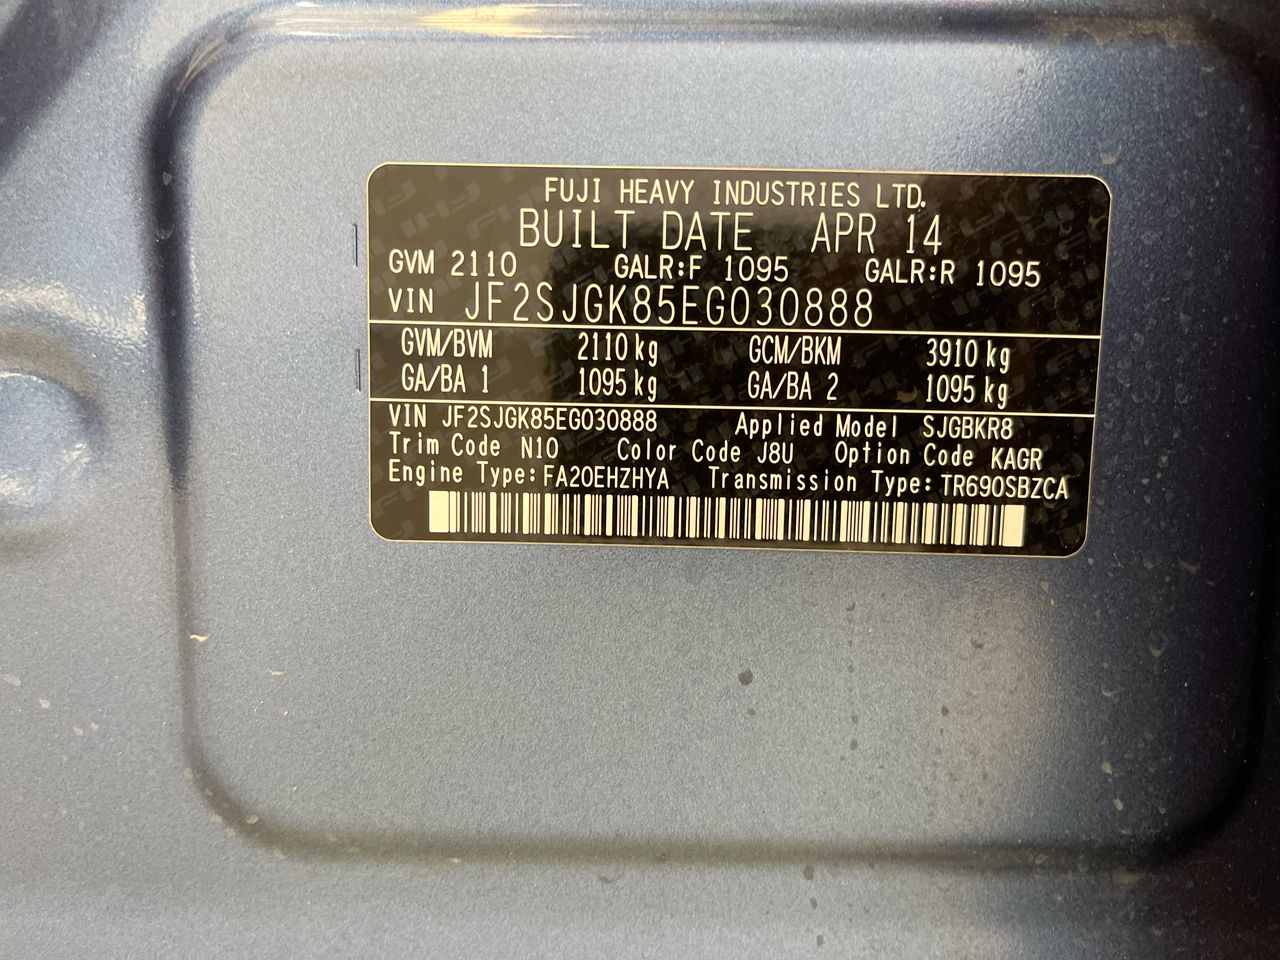 FUJI HEAVY INDUSTRIES LTD.
BUILT DATE APR 14
GVM 2110 GALR:F 1095 GALR:R 1095
VIN JF2SJGK85EG030888
GVM/BVM 2110 kg GCM/BKM 3910 kg
GA/BA 1 1095 kg GA/BA 2 1095 kg
VIN JF2SJGK85EG030888 Applied Model SJGBKR8
Trim Code N10 Color Code J8U Option Code KAGR
Engine Type:FA20EHZHYA Transmission Type:TR690SBZCA